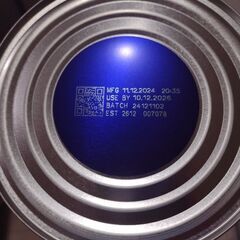 MFG 11.12.2024 20:35
USE BY 10.12.2026
BATCH 24121102
EST 2612 007078